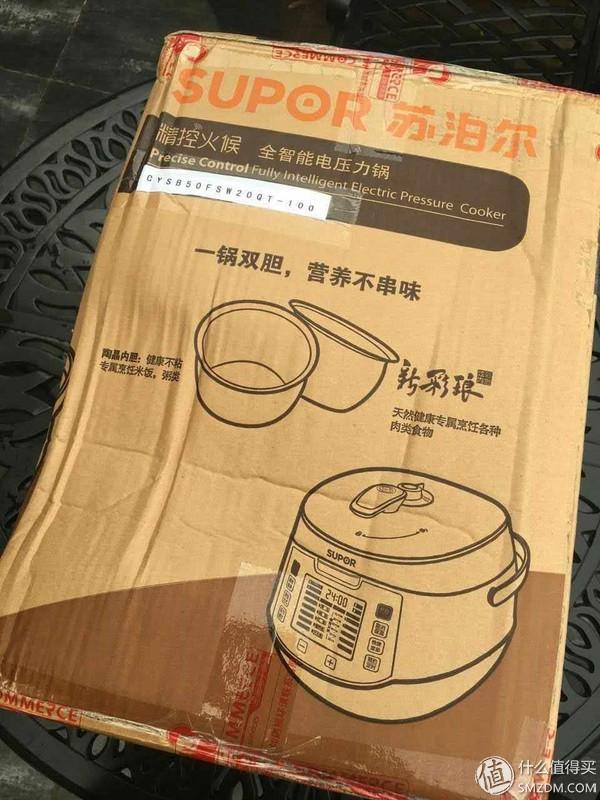 SUPOR 苏泊尔
精控火候 全智能电压力锅
Precise Control Fully Intelligent Electric Pressure Cooker
CYSB50FSW20QT-100
一锅双胆，营养不串味
陶晶内胆：健康不粘
专属烹饪米饭，粥类
新彩琅
天然健康专属烹饪各种
肉类食物
SUPOR
24:00
值 什么值得买
SMZDM.COM